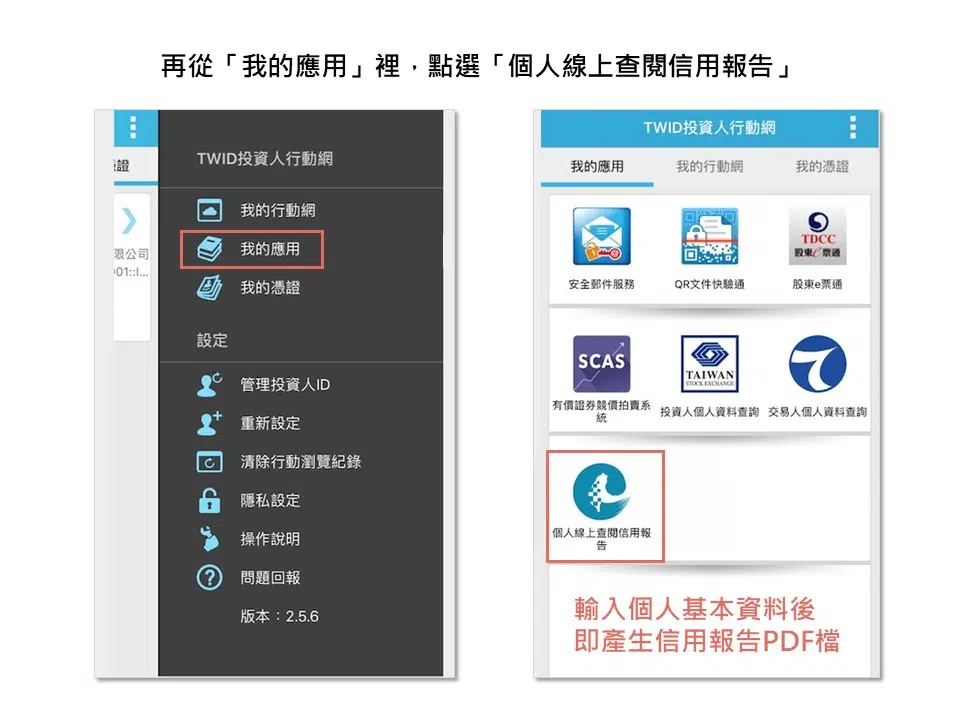 再從「我的應用」裡，點選「個人線上查閱信用報告」
TWID投資人行動網
我的行動網
我的應用
我的憑證
設定
管理投資人ID
重新設定
清除行動瀏覽紀錄
隱私設定
操作說明
問題回報
版本：2.5.6
憑證
限公司
01::I...
TWID投資人行動網
我的應用
我的行動網
我的憑證
安全郵件服務
QR文件快驗通
TDCC
股東e票通
股東e票通
SCAS
有價證券競價拍賣系
統
TAIWAN
STOCK EXCHANGE
投資人個人資料查詢
交易人個人資料查詢
個人線上查閱信用報
告
輸入個人基本資料後
即產生信用報告PDF檔